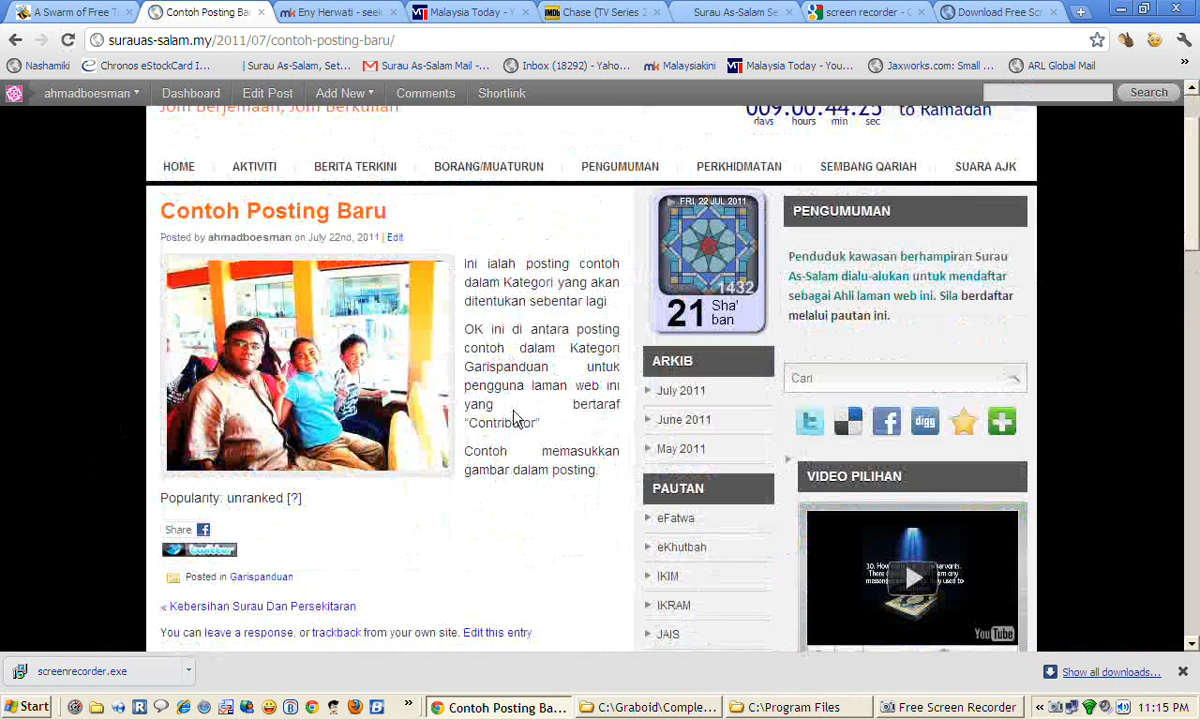 A Swarm of Free T
Contoh Posting Ba
Eny Herwati - seek
Malaysia Today - Y
Chase (TV Series 2
Surau As-Salam Se
screen recorder - G
Download Free Scr
surauas-salam.my/2011/07/contoh-posting-baru/
Nashamiki
Chronos eStockCard I...
| Surau As-Salam, Set...
Surau As-Salam Mail -...
Inbox (18292) - Yaho...
Malaysiakini
Malaysia Today - You...
Jaxworks.com: Small ...
ARL Global Mail
ahmadboesman
Dashboard
Edit Post
Add New
Comments
Shortlink
Search
Jom Berjemaah, Jom Berkuliah
009:00:44:25 to Ramadan
days hours min sec
HOME
AKTIVITI
BERITA TERKINI
BORANG/MUATURUN
PENGUMUMAN
PERKHIDMATAN
SEMBANG QARIAH
SUARA AJK
Contoh Posting Baru
Posted by ahmadboesman on July 22nd, 2011 | Edit
Ini ialah posting contoh
dalam Kategori yang akan
ditentukan sebentar lagi
OK ini di antara posting
contoh dalam Kategori
Garispanduan untuk
pengguna laman web ini
yang bertaraf
“Contributor”
Contoh memasukkan
gambar dalam posting.
Popularity: unranked [?]
Share
Posted in Garispanduan
« Kebersihan Surau Dan Persekitaran
You can leave a response, or trackback from your own site. Edit this entry.
FRI, 22 JUL 2011
1432
21 Sha'
ban
ARKIB
July 2011
June 2011
May 2011
PAUTAN
eFatwa
eKhutbah
IKIM
IKRAM
JAIS
PENGUMUMAN
Penduduk kawasan berhampiran Surau
As-Salam dialu-alukan untuk mendaftar
sebagai Ahli laman web ini. Sila berdaftar
melalui pautan ini.
Cari
digg
VIDEO PILIHAN
YouTube
screenrecorder.exe
Show all downloads...
Start
Contoh Posting Ba...
C:\Graboid\Comple...
C:\Program Files
Free Screen Recorder
11:15 PM